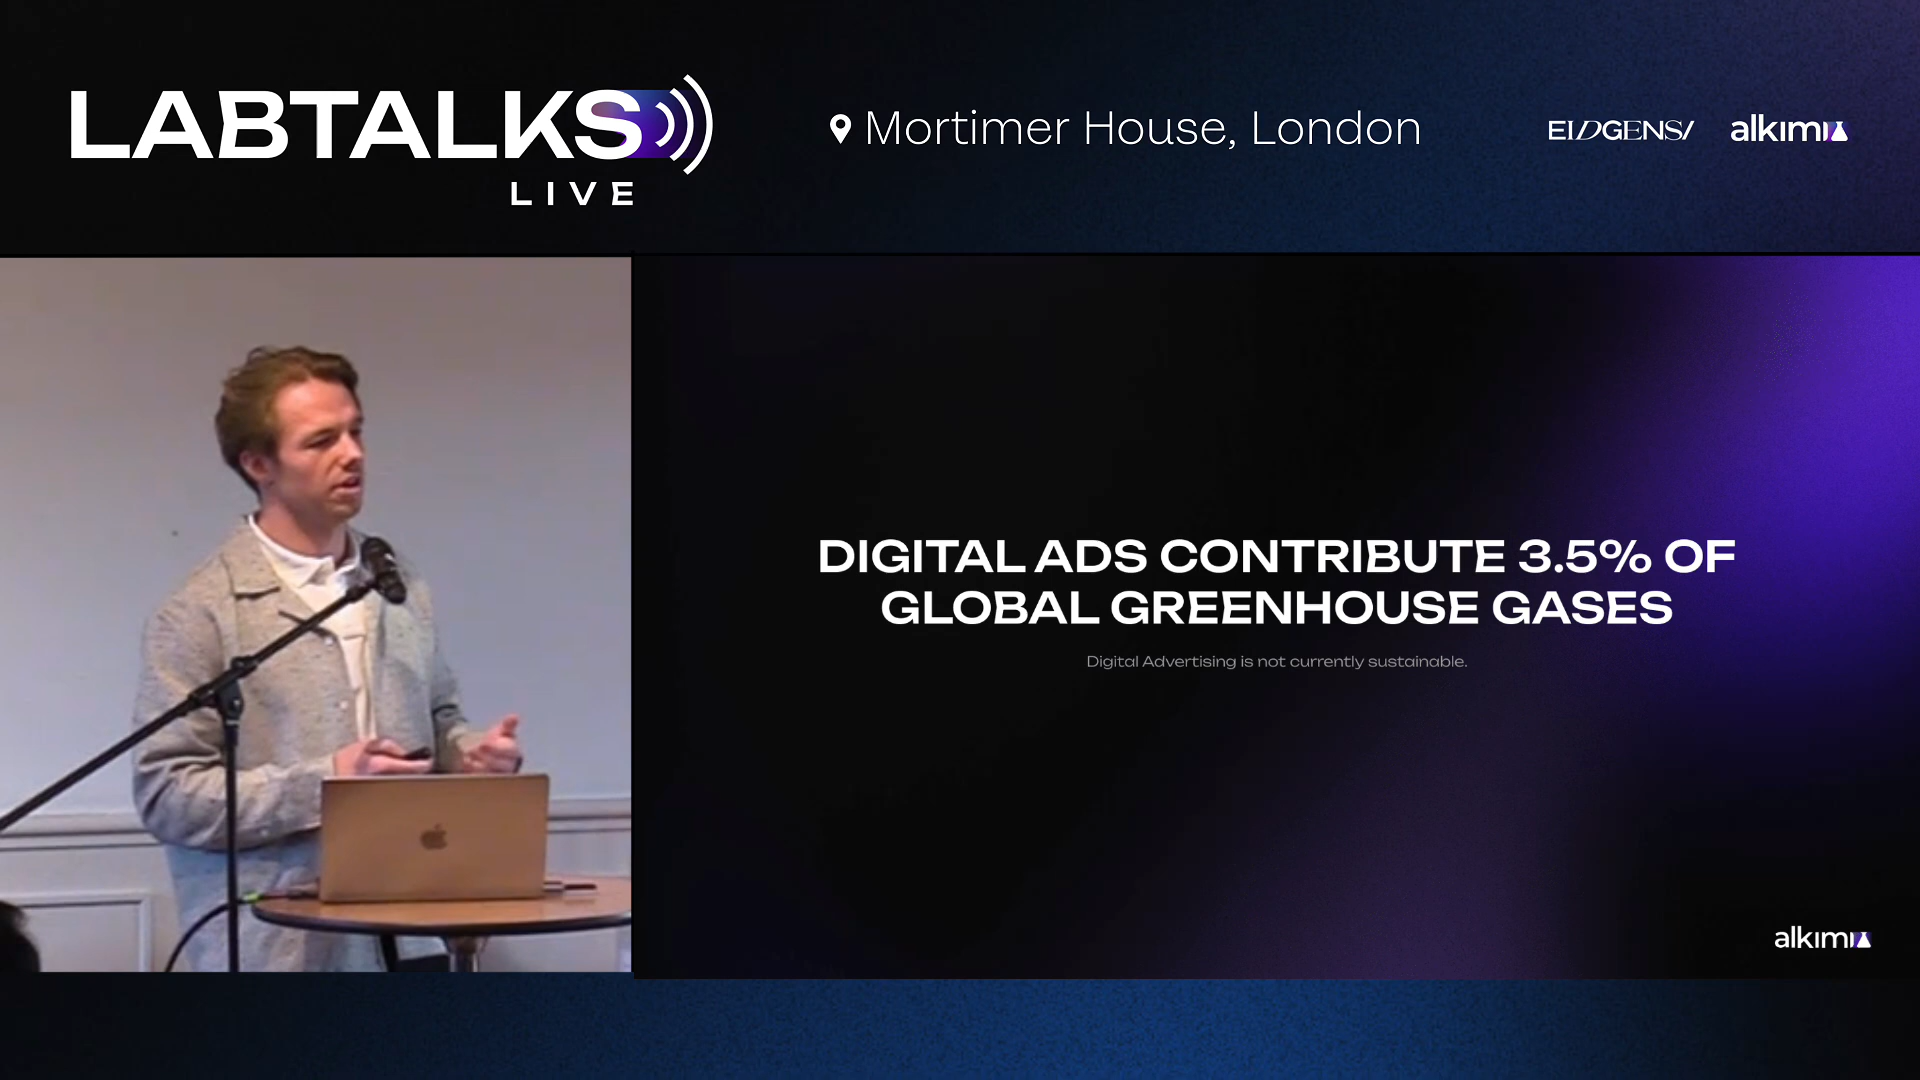 LABTALKS
LIVE
Mortimer House, London
EIDGENSI
alkimi
DIGITAL ADS CONTRIBUTE 3.5% OF
GLOBAL GREENHOUSE GASES
Digital Advertising is not currently sustainable.
alkimi